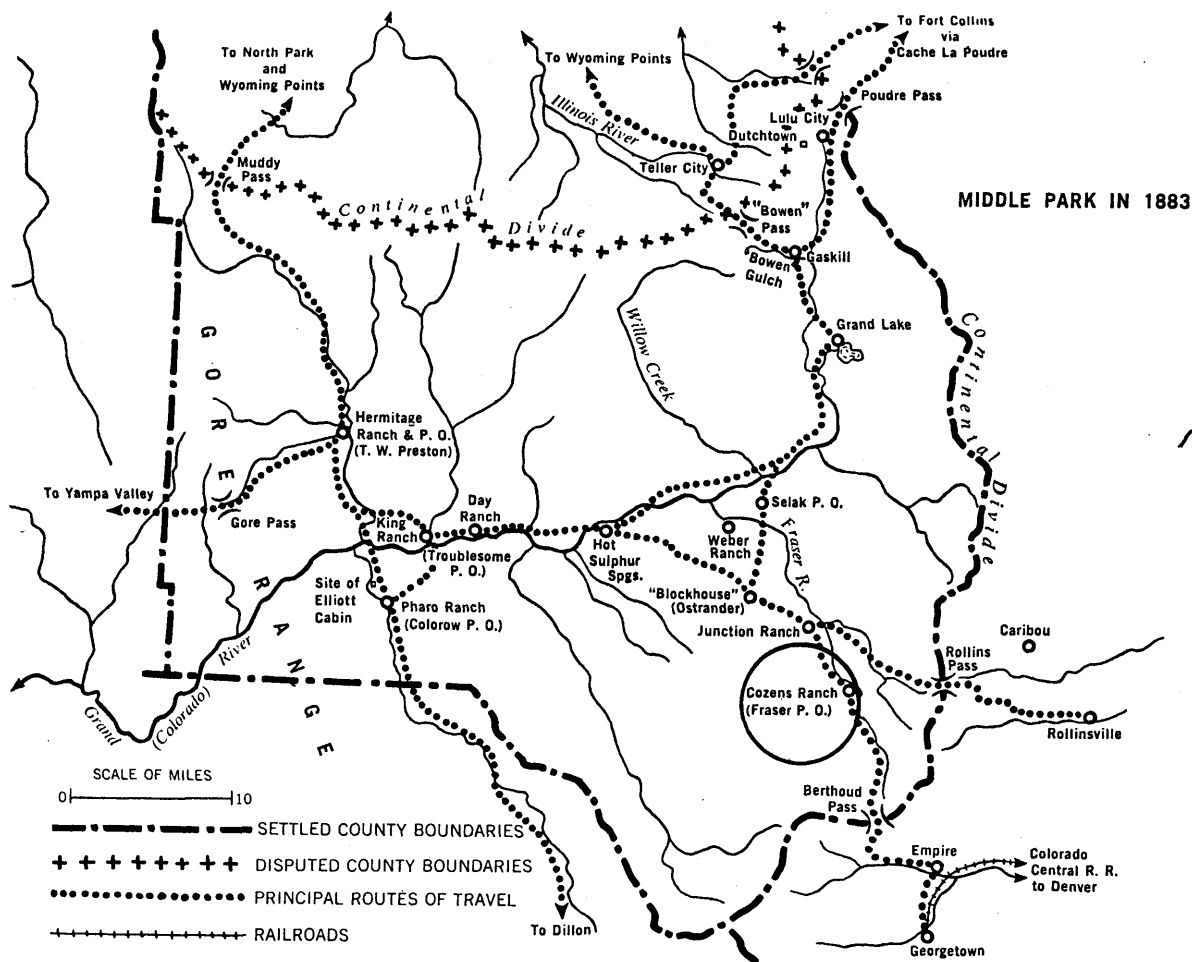 To Fort Collins
via
Cache La Poudre
To North Park
and
Wyoming Points
To Wyoming Points
Illinois River
Poudre Pass
Lulu City
Dutchtown
Teller City
Muddy
Pass
MIDDLE PARK IN 1883
Continental
Divide
"Bowen"
Pass
Gaskill
"Bowen"
Gulch
Grand Lake
Willow Creek
Continental Divide
GORE
RANGE
Hermitage
Ranch & P. O.
(T. W. Preston)
To Yampa Valley
Gore Pass
King
Ranch
(Troublesome
P. O.)
Day
Ranch
Hot
Sulphur
Spgs.
Selak P. O.
Weber
Ranch
Fraser R.
"Blockhouse"
(Ostrander)
Junction Ranch
Site of
Elliott
Cabin
Pharo Ranch
(Colorow P. O.)
Caribou
Rollins
Pass
Cozens Ranch
(Fraser P. O.)
Rollinsville
Grand
(Colorado)
River
Berthoud
Pass
Empire
Colorado
Central R. R.
to Denver
Georgetown
To Dillon
SCALE OF MILES
0 10
SETTLED COUNTY BOUNDARIES
DISPUTED COUNTY BOUNDARIES
PRINCIPAL ROUTES OF TRAVEL
RAILROADS